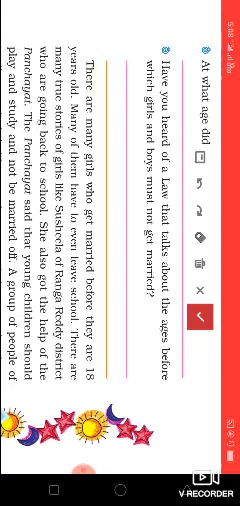 5:08
At what age did
Have you heard of a Law that talks about the ages before
which girls and boys must not get married?
There are many girls who get married before they are 18
years old. Many of them have to even leave school. There are
many true stories of girls like Susheela of Ranga Reddy district
who are going back to school. She also got the help of the
Panchayat. The Panchayat said that young children should
play and study and not be married off. A group of people of
V-RECORDER